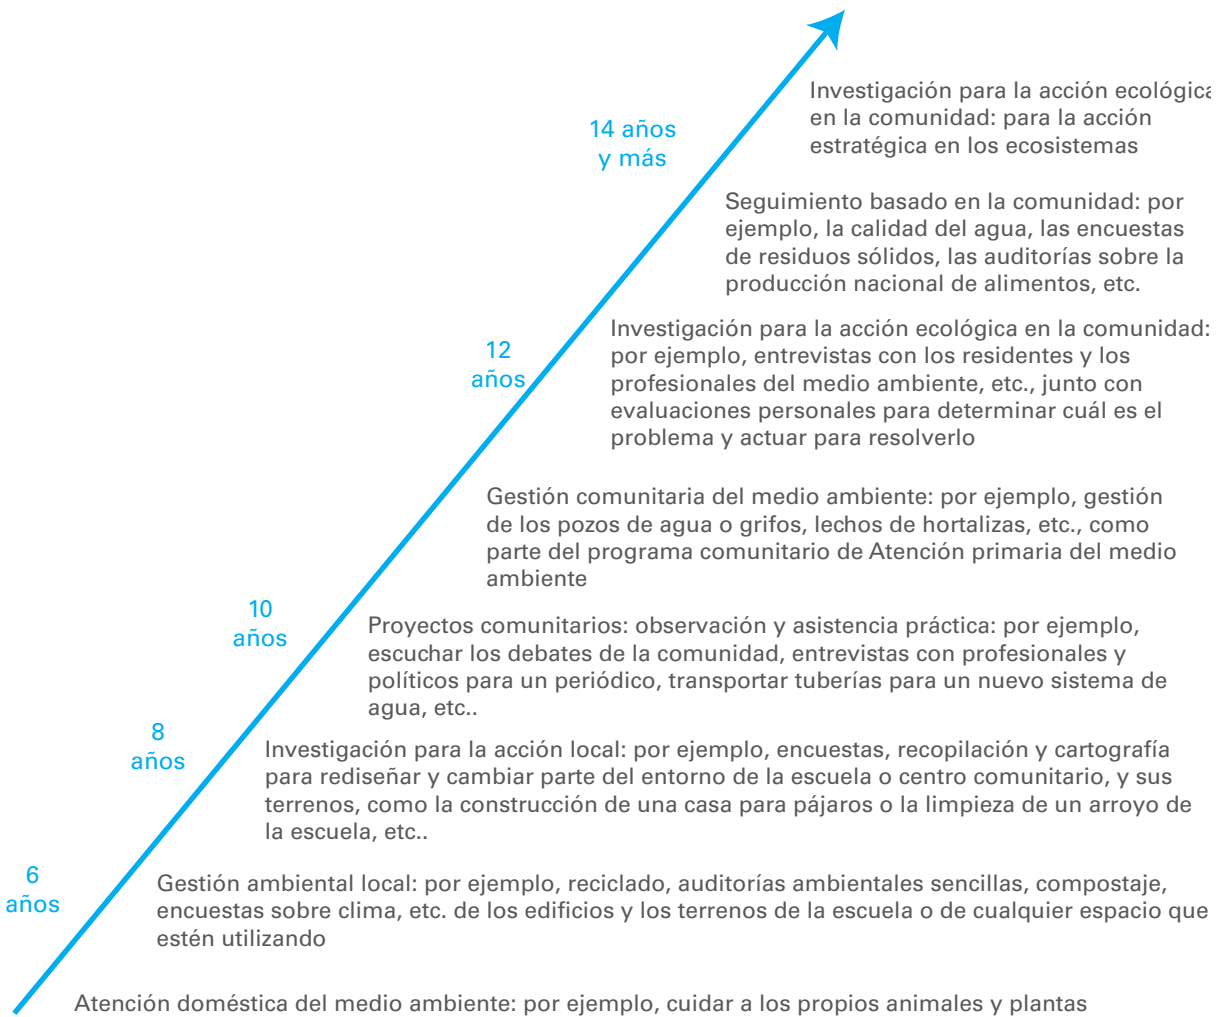 Investigación para la acción ecológica
en la comunidad: para la acción
estratégica en los ecosistemas
14 años
y más
Seguimiento basado en la comunidad: por
ejemplo, la calidad del agua, las encuestas
de residuos sólidos, las auditorías sobre la
producción nacional de alimentos, etc.
Investigación para la acción ecológica en la comunidad:
por ejemplo, entrevistas con los residentes y los
profesionales del medio ambiente, etc., junto con
evaluaciones personales para determinar cuál es el
problema y actuar para resolverlo
12
años
Gestión comunitaria del medio ambiente: por ejemplo, gestión
de los pozos de agua o grifos, lechos de hortalizas, etc., como
parte del programa comunitario de Atención primaria del medio
ambiente
10
años
Proyectos comunitarios: observación y asistencia práctica: por ejemplo,
escuchar los debates de la comunidad, entrevistas con profesionales y
políticos para un periódico, transportar tuberías para un nuevo sistema de
agua, etc..
8
años
Investigación para la acción local: por ejemplo, encuestas, recopilación y cartografía
para rediseñar y cambiar parte del entorno de la escuela o centro comunitario, y sus
terrenos, como la construcción de una casa para pájaros o la limpieza de un arroyo de
la escuela, etc..
6
años
Gestión ambiental local: por ejemplo, reciclado, auditorías ambientales sencillas, compostaje,
encuestas sobre clima, etc. de los edificios y los terrenos de la escuela o de cualquier espacio que
estén utilizando
Atención doméstica del medio ambiente: por ejemplo, cuidar a los propios animales y plantas